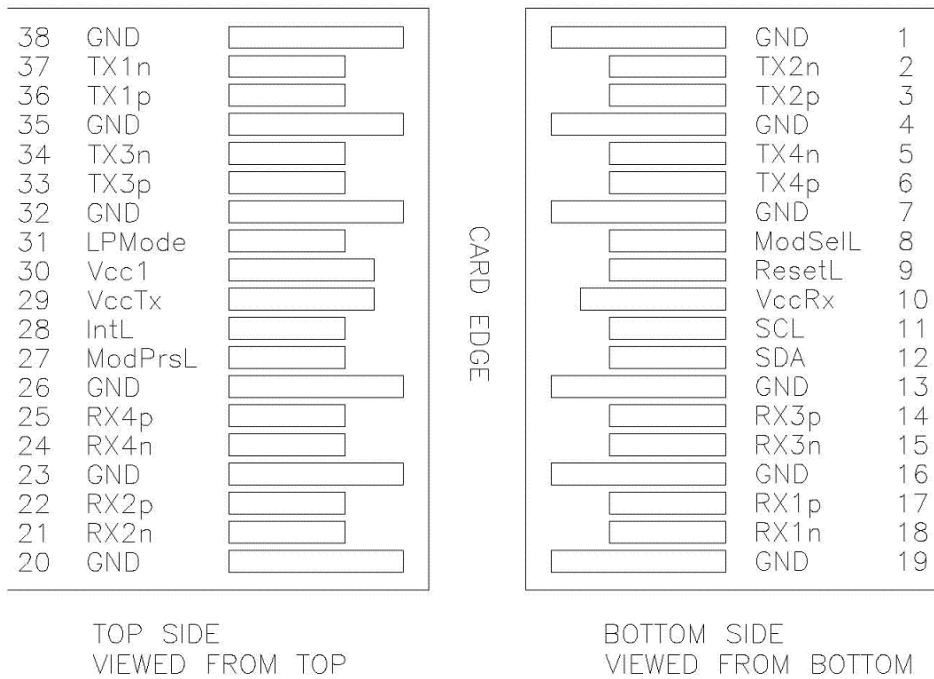 38 GND
37 TX1n
36 TX1p
35 GND
34 TX3n
33 TX3p
32 GND
31 LPMode
30 Vcc1
29 VccTx
28 IntL
27 ModPrsL
26 GND
25 RX4p
24 RX4n
23 GND
22 RX2p
21 RX2n
20 GND
TOP SIDE
VIEWED FROM TOP
CARD EDGE
GND 1
TX2n 2
TX2p 3
GND 4
TX4n 5
TX4p 6
GND 7
ModSelL 8
ResetL 9
VccRx 10
SCL 11
SDA 12
GND 13
RX3p 14
RX3n 15
GND 16
RX1p 17
RX1n 18
GND 19
BOTTOM SIDE
VIEWED FROM BOTTOM